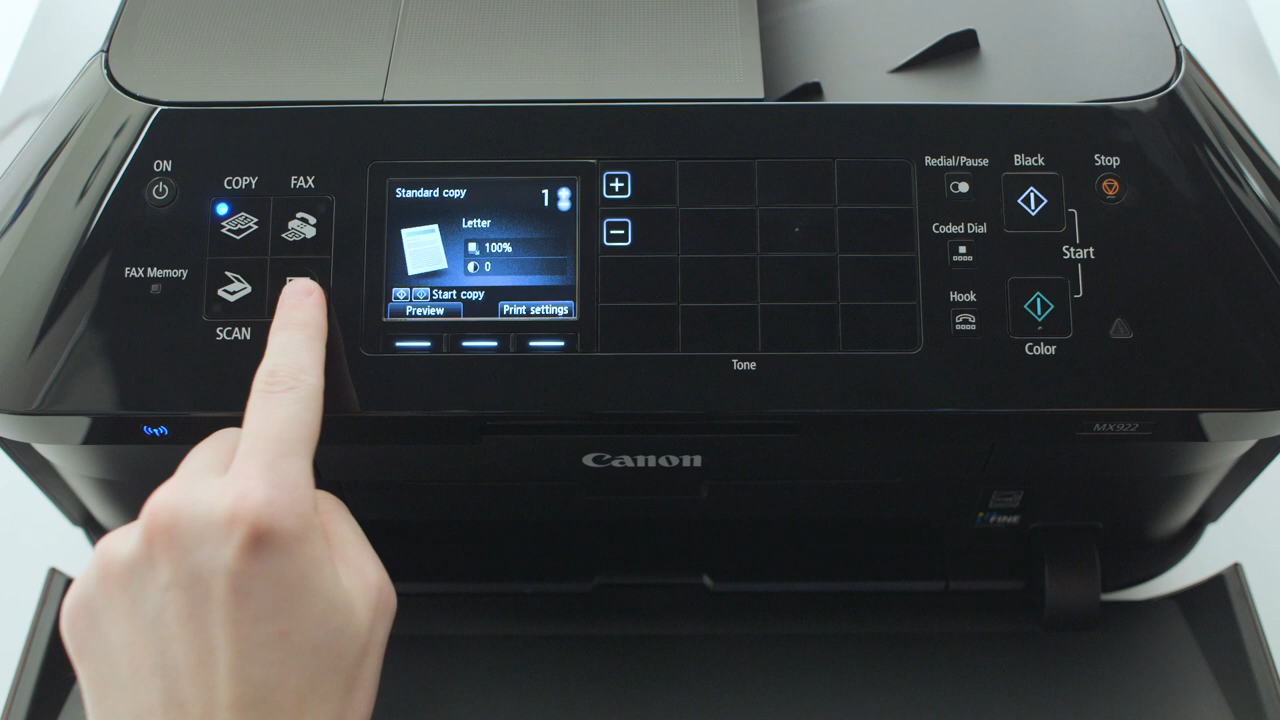 ON
COPY
FAX
FAX Memory
SCAN
Standard copy
1
Letter
100%
0
Start copy
Preview
Print settings
+
−
Tone
Redial/Pause
Coded Dial
Hook
Black
Start
Color
Stop
MX922
Canon
FINE